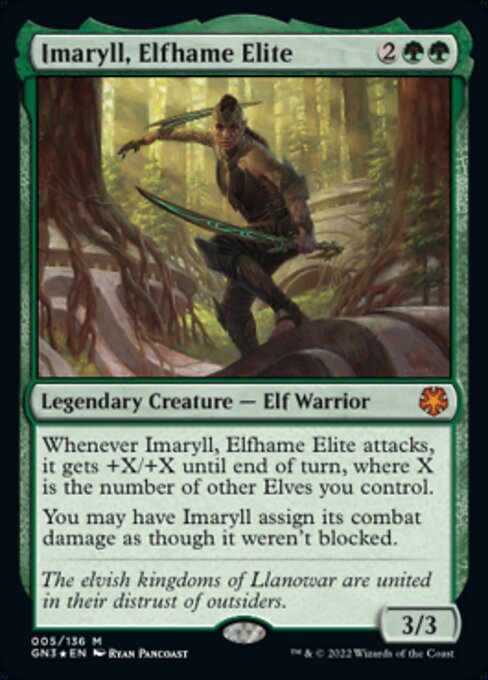 Imaryll, Elfhame Elite 2
Legendary Creature — Elf Warrior
Whenever Imaryll, Elfhame Elite attacks,
it gets +X/+X until end of turn, where X
is the number of other Elves you control.
You may have Imaryll assign its combat
damage as though it weren't blocked.
The elvish kingdoms of Llanowar are united
in their distrust of outsiders.
3/3
005/136 M
GN3★EN Ryan Pancoast
™ & © 2022 Wizards of the Coast